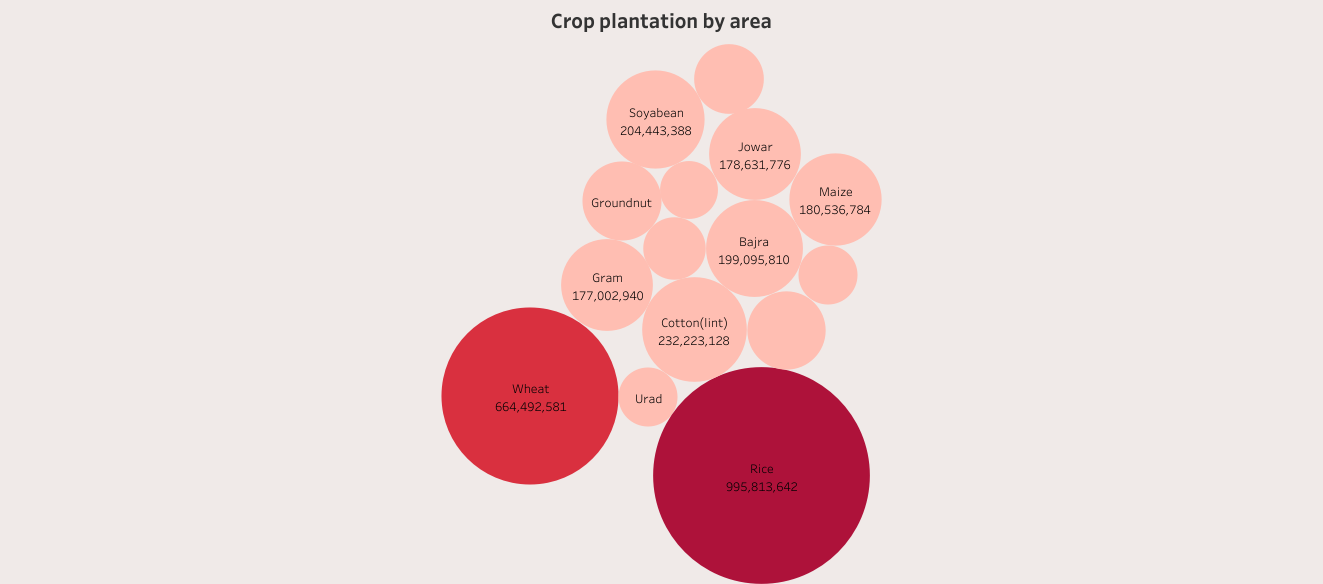 Crop plantation by area
Soyabean
204,443,388
Jowar
178,631,776
Maize
180,536,784
Groundnut
Bajra
199,095,810
Gram
177,002,940
Cotton(lint)
232,223,128
Wheat
664,492,581
Urad
Rice
995,813,642